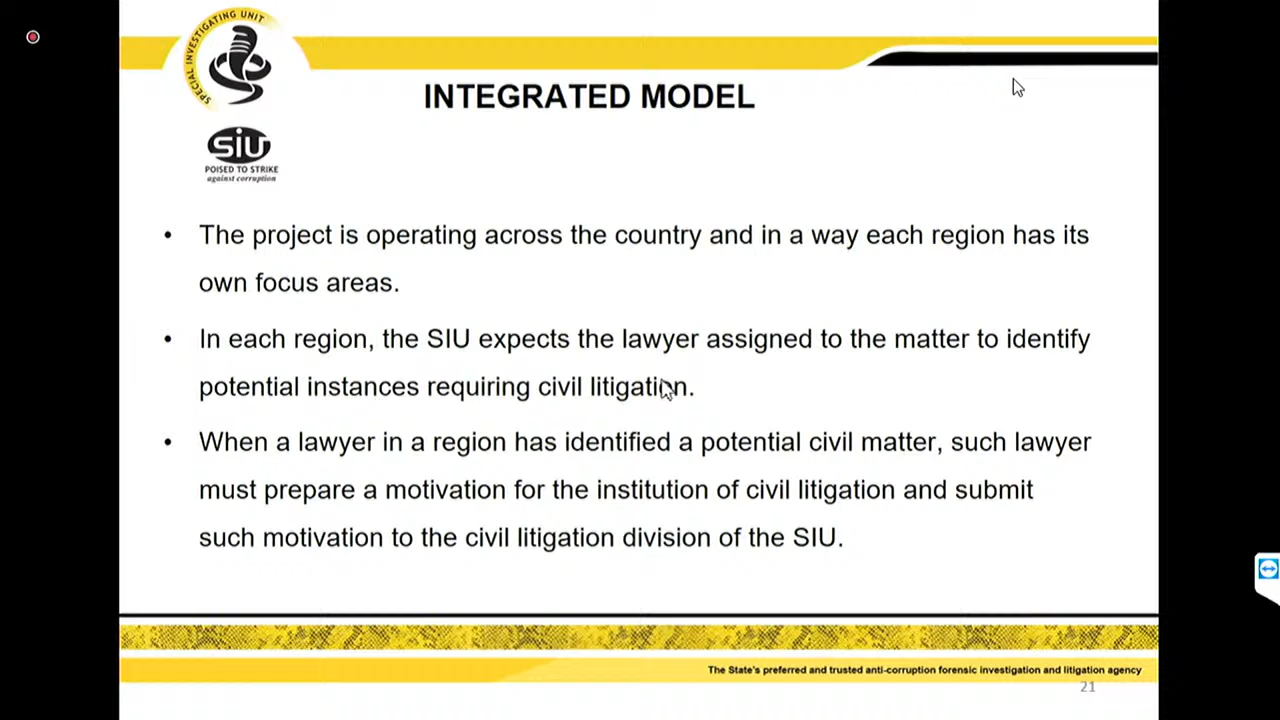 SPECIAL INVESTIGATING UNIT
SiU
POISED TO STRIKE
against corruption
INTEGRATED MODEL
• The project is operating across the country and in a way each region has its
own focus areas.
• In each region, the SIU expects the lawyer assigned to the matter to identify
potential instances requiring civil litigation.
• When a lawyer in a region has identified a potential civil matter, such lawyer
must prepare a motivation for the institution of civil litigation and submit
such motivation to the civil litigation division of the SIU.
The State's preferred and trusted anti-corruption forensic investigation and litigation agency
21